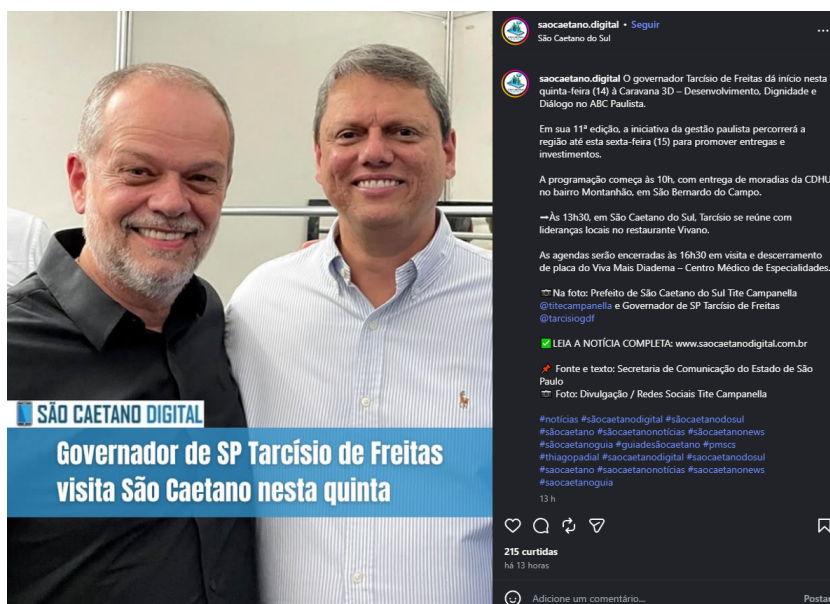 SÃO CAETANO DIGITAL
Governador de SP Tarcísio de Freitas
visita São Caetano nesta quinta
saocaetano.digital • Seguir
São Caetano do Sul
saocaetano.digital O governador Tarcísio de Freitas dá início nesta
quinta-feira (14) à Caravana 3D – Desenvolvimento, Dignidade e
Diálogo no ABC Paulista.
Em sua 11ª edição, a iniciativa da gestão paulista percorrerá a
região até esta sexta-feira (15) para promover entregas e
investimentos.
A programação começa às 10h, com entrega de moradias da CDHU
no bairro Montanhão, em São Bernardo do Campo.
➡Às 13h30, em São Caetano do Sul, Tarcísio se reúne com
lideranças locais no restaurante Vivano.
As agendas serão encerradas às 16h30 em visita e descerramento
de placa do Viva Mais Diadema – Centro Médico de Especialidades.
Na foto: Prefeito de São Caetano do Sul Tite Campanella
@titecampanella e Governador de SP Tarcísio de Freitas
@tarcisiogdf
✅ LEIA A NOTÍCIA COMPLETA: www.saocaetanodigital.com.br
📌 Fonte e texto: Secretaria de Comunicação do Estado de São
Paulo
Foto: Divulgação / Redes Sociais Tite Campanella
#notícias #sãocaetanodigital #sãocaetanodosul
#sãocaetano #sãocaetanonotícias #sãocaetanonews
#sãocaetanoguia #guiadesãocaetano #pmscs
#thiagopadial #saocaetanodigital #saocaetanodosul
#saocaetano #saocaetanonotícias #saocaetanonews
#saocaetanoguia
13 h
215 curtidas
há 13 horas
Adicione um comentário...
Postar